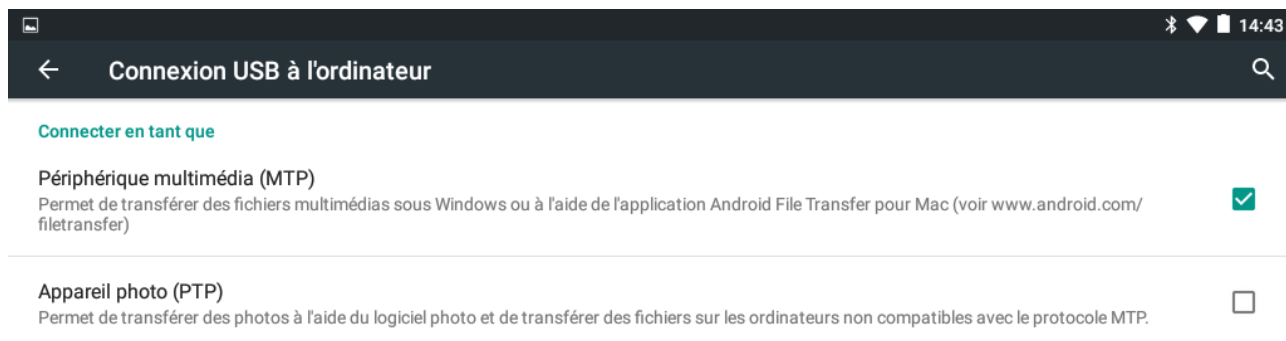 14:43
Connexion USB à l'ordinateur
Connecter en tant que
Périphérique multimédia (MTP)
Permet de transférer des fichiers multimédias sous Windows ou à l'aide de l'application Android File Transfer pour Mac (voir www.android.com/
filetransfer)
Appareil photo (PTP)
Permet de transférer des photos à l'aide du logiciel photo et de transférer des fichiers sur les ordinateurs non compatibles avec le protocole MTP.